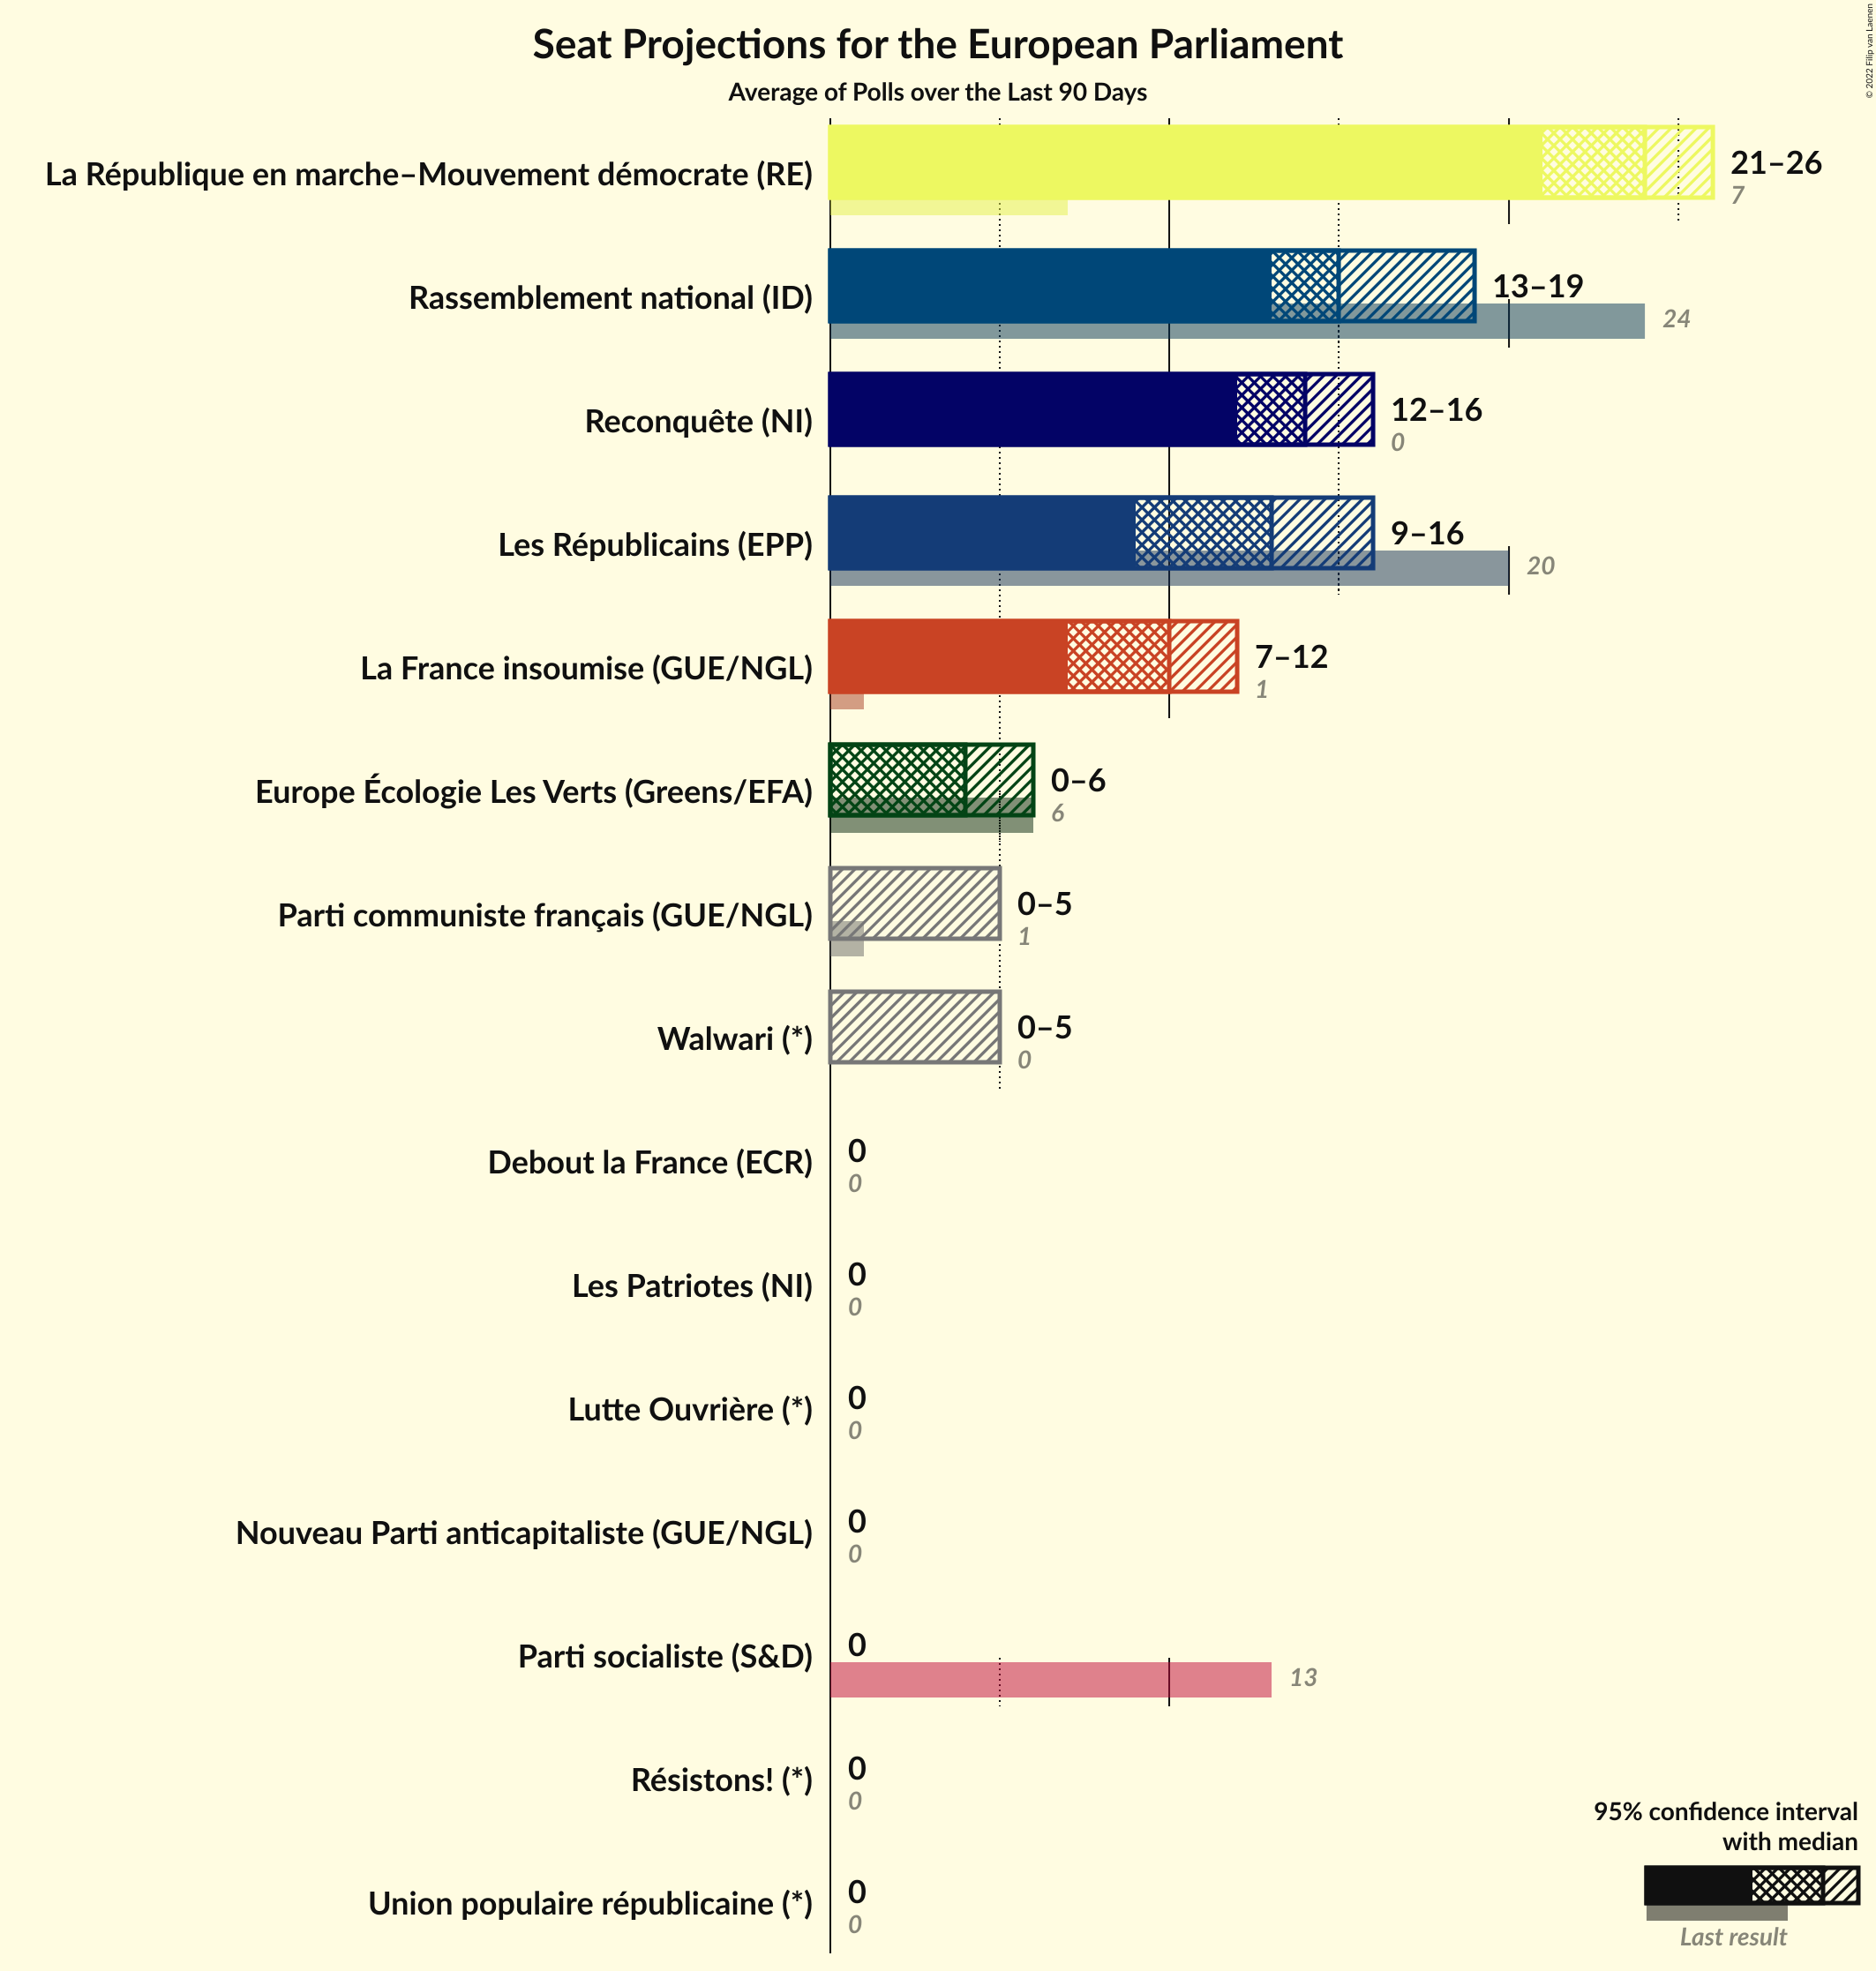 Seat Projections for the European Parliament
Average of Polls over the Last 90 Days
© 2022 Filip van Laenen
La République en marche–Mouvement démocrate (RE)
21–26
7
Rassemblement national (ID)
13–19
24
Reconquête (NI)
12–16
0
Les Républicains (EPP)
9–16
20
La France insoumise (GUE/NGL)
7–12
1
Europe Écologie Les Verts (Greens/EFA)
0–6
6
Parti communiste français (GUE/NGL)
0–5
1
Walwari (*)
0–5
0
Debout la France (ECR)
0
0
Les Patriotes (NI)
0
0
Lutte Ouvrière (*)
0
0
Nouveau Parti anticapitaliste (GUE/NGL)
0
0
Parti socialiste (S&D)
0
13
Résistons! (*)
0
0
Union populaire républicaine (*)
0
0
95% confidence interval
with median
Last result